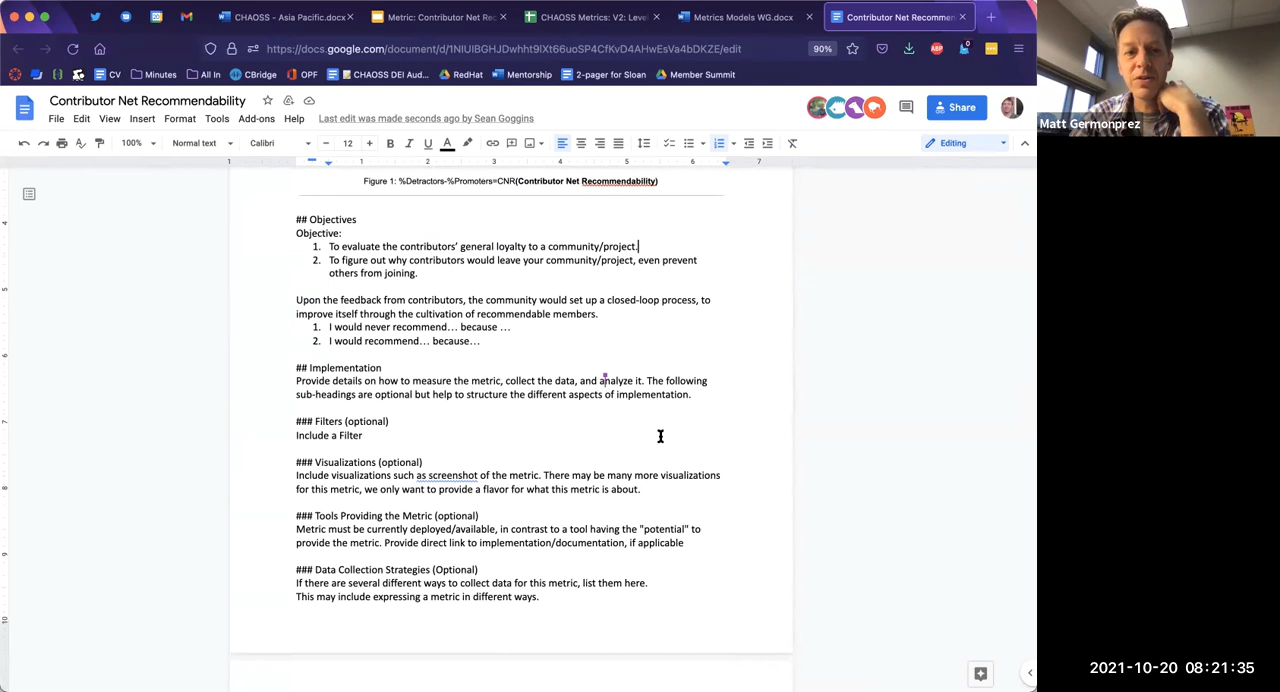 CHAOSS - Asia Pacific.docx
Metric: Contributor Net Rec
CHAOSS Metrics: V2: Level
Metrics Models WG.docx
Contributor Net Recommen
https://docs.google.com/document/d/1NlUlBGHJDwhht9lXt66uoSP4CfKvD4AHwEsVa4bDKZE/edit
90%
CV
Minutes
All In
CBridge
OPF
CHAOSS DEI Aud...
RedHat
Mentorship
2-pager for Sloan
Member Summit
Contributor Net Recommendability
File Edit View Insert Format Tools Add-ons Help Last edit was made seconds ago by Sean Goggins
Share
100% Normal text Calibri 12 Editing
Figure 1: %Detractors-%Promoters=CNR(Contributor Net Recommendability)
## Objectives
Objective:
1. To evaluate the contributors' general loyalty to a community/project.
2. To figure out why contributors would leave your community/project, even prevent
others from joining.
Upon the feedback from contributors, the community would set up a closed-loop process, to
improve itself through the cultivation of recommendable members.
1. I would never recommend… because …
2. I would recommend… because…
## Implementation
Provide details on how to measure the metric, collect the data, and analyze it. The following
sub-headings are optional but help to structure the different aspects of implementation.
### Filters (optional)
Include a Filter
### Visualizations (optional)
Include visualizations such as screenshot of the metric. There may be many more visualizations
for this metric, we only want to provide a flavor for what this metric is about.
### Tools Providing the Metric (optional)
Metric must be currently deployed/available, in contrast to a tool having the "potential" to
provide the metric. Provide direct link to implementation/documentation, if applicable
### Data Collection Strategies (Optional)
If there are several different ways to collect data for this metric, list them here.
This may include expressing a metric in different ways.
Matt Germonprez
2021-10-20 08:21:35